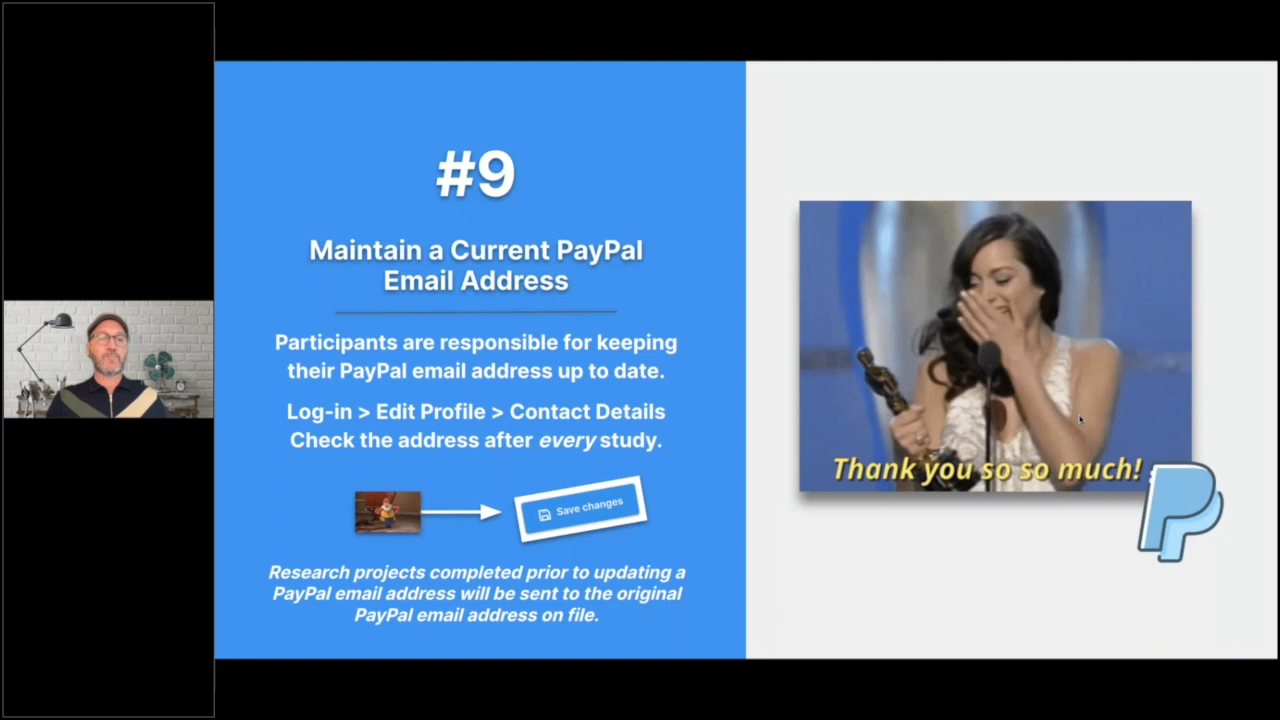 #9
Maintain a Current PayPal
Email Address
Participants are responsible for keeping
their PayPal email address up to date.
Log-in > Edit Profile > Contact Details
Check the address after every study.
Save changes
Research projects completed prior to updating a
PayPal email address will be sent to the original
PayPal email address on file.
Thank you so so much!